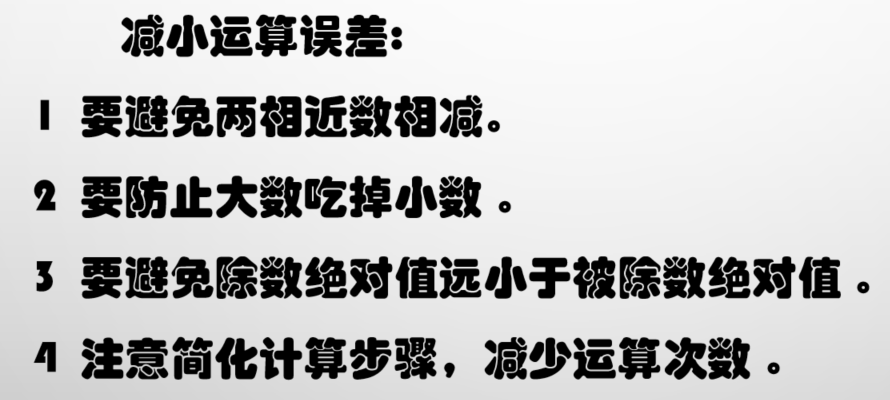 减小运算误差:
1 要避免两相近数相减。
2 要防止大数吃掉小数 。
3 要避免除数绝对值远小于被除数绝对值 。
4 注意简化计算步骤，减少运算次数 。